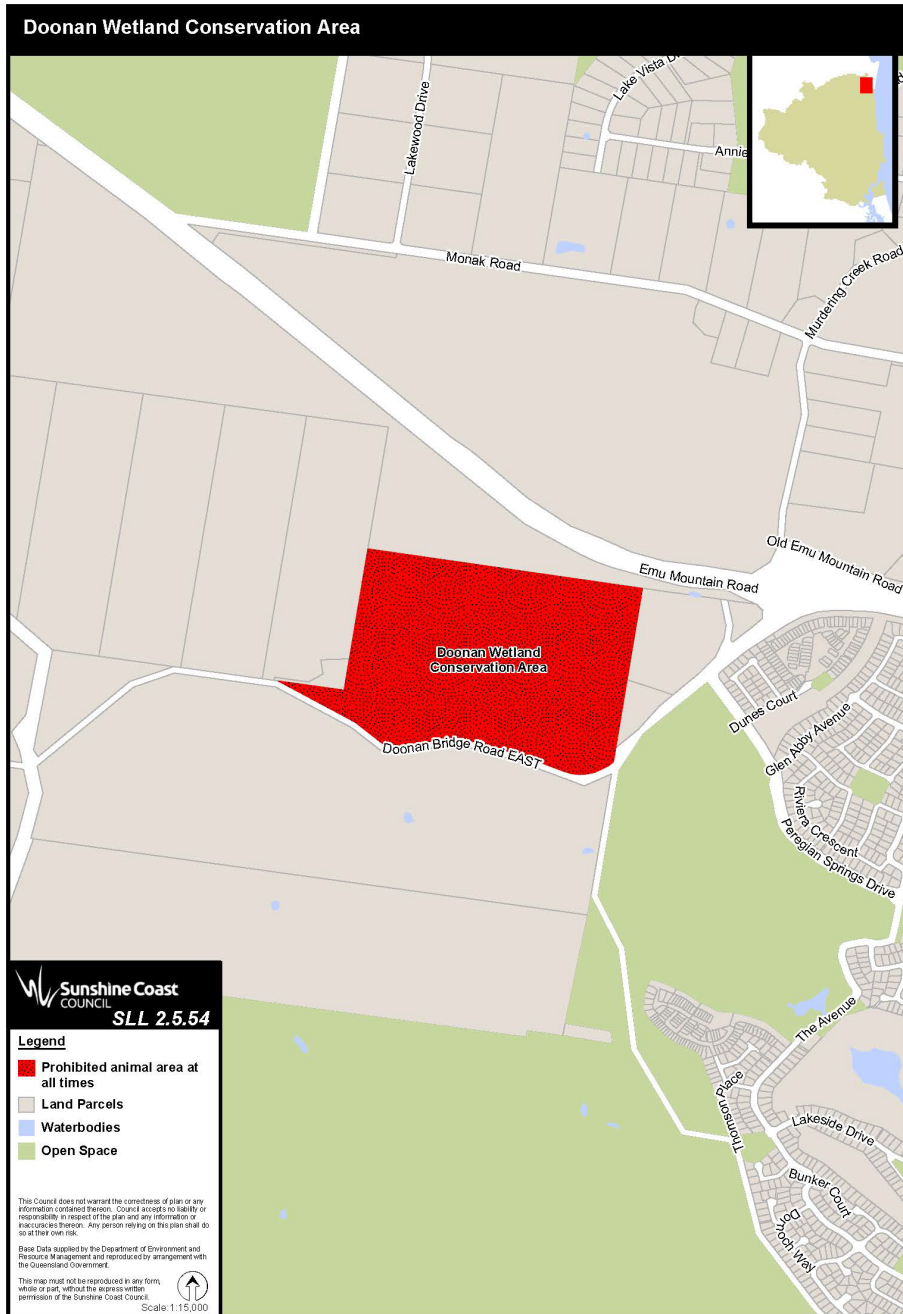 Doonan Wetland Conservation Area
Lake Vista D
Lakewood Drive
Annie
Monak Road
Murdering Creek Road
Old Emu Mountain Road
Emu Mountain Road
Doonan Wetland
Conservation Area
Dunes Court
Glen Abby Avenue
Doonan Bridge Road EAST
Riviera Crescent
Peregian Springs Drive
The Avenue
Thomson Place
Lakeside Drive
Bunker Court
Dornoch Way
Sunshine Coast
COUNCIL
SLL 2.5.54
Legend
Prohibited animal area at
all times
Land Parcels
Waterbodies
Open Space
This Council does not warrant the correctness of plan or any
information contained thereon. Council accepts no liability or
responsibility in respect of the plan and any information or
inaccuracies thereon. Any person relying on this plan shall do
so at their own risk.
Base Data supplied by the Department of Environment and
Resource Management and reproduced by arrangement with
the Queensland Government.
This map must not be reproduced in any form,
whole or part, without the express written
permission of the Sunshine Coast Council.
Scale:1:15,000